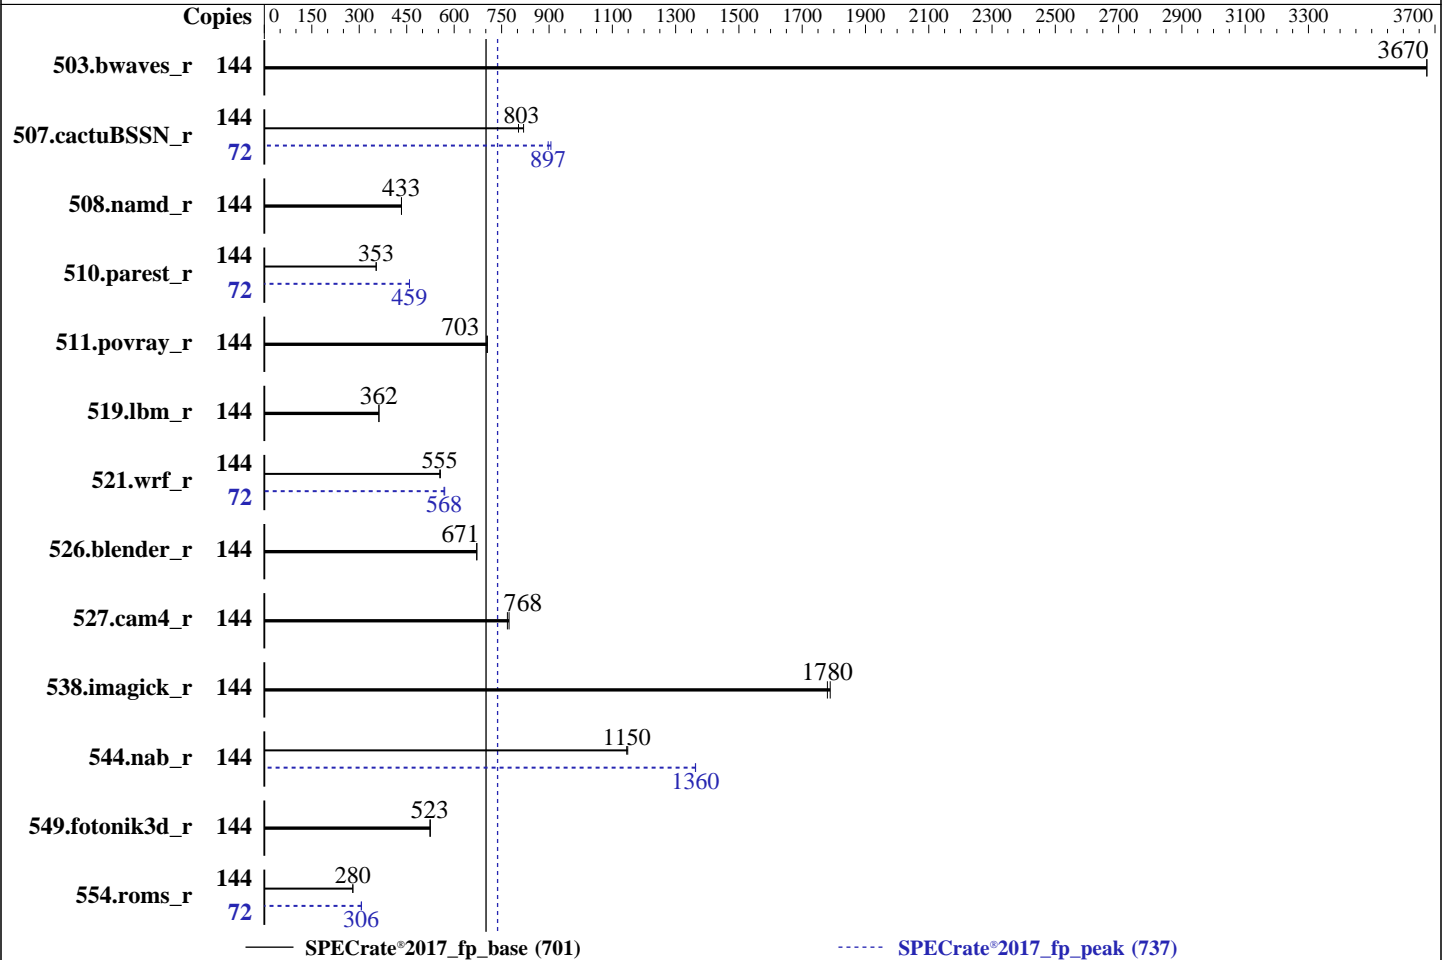 Copies 0 150 300 450 600 750 900 1100 1300 1500 1700 1900 2100 2300 2500 2700 2900 3100 3300 3700
503.bwaves_r 144 3670
507.cactuBSSN_r 144 803
72 897
508.namd_r 144 433
510.parest_r 144 353
72 459
511.povray_r 144 703
519.lbm_r 144 362
521.wrf_r 144 555
72 568
526.blender_r 144 671
527.cam4_r 144 768
538.imagick_r 144 1780
544.nab_r 144 1150
1360
549.fotonik3d_r 144 523
554.roms_r 144 280
72 306
SPECrate®2017_fp_base (701) SPECrate®2017_fp_peak (737)